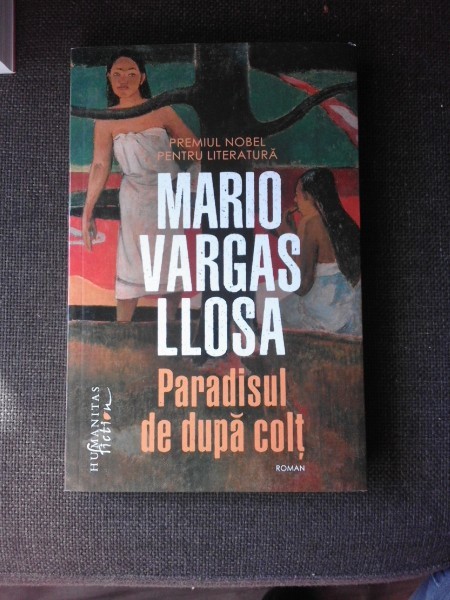 PREMIUL NOBEL
PENTRU LITERATURĂ
MARIO
VARGAS
LLOSA
Paradisul
de după colț
ROMAN
HUMANITAS
fiction